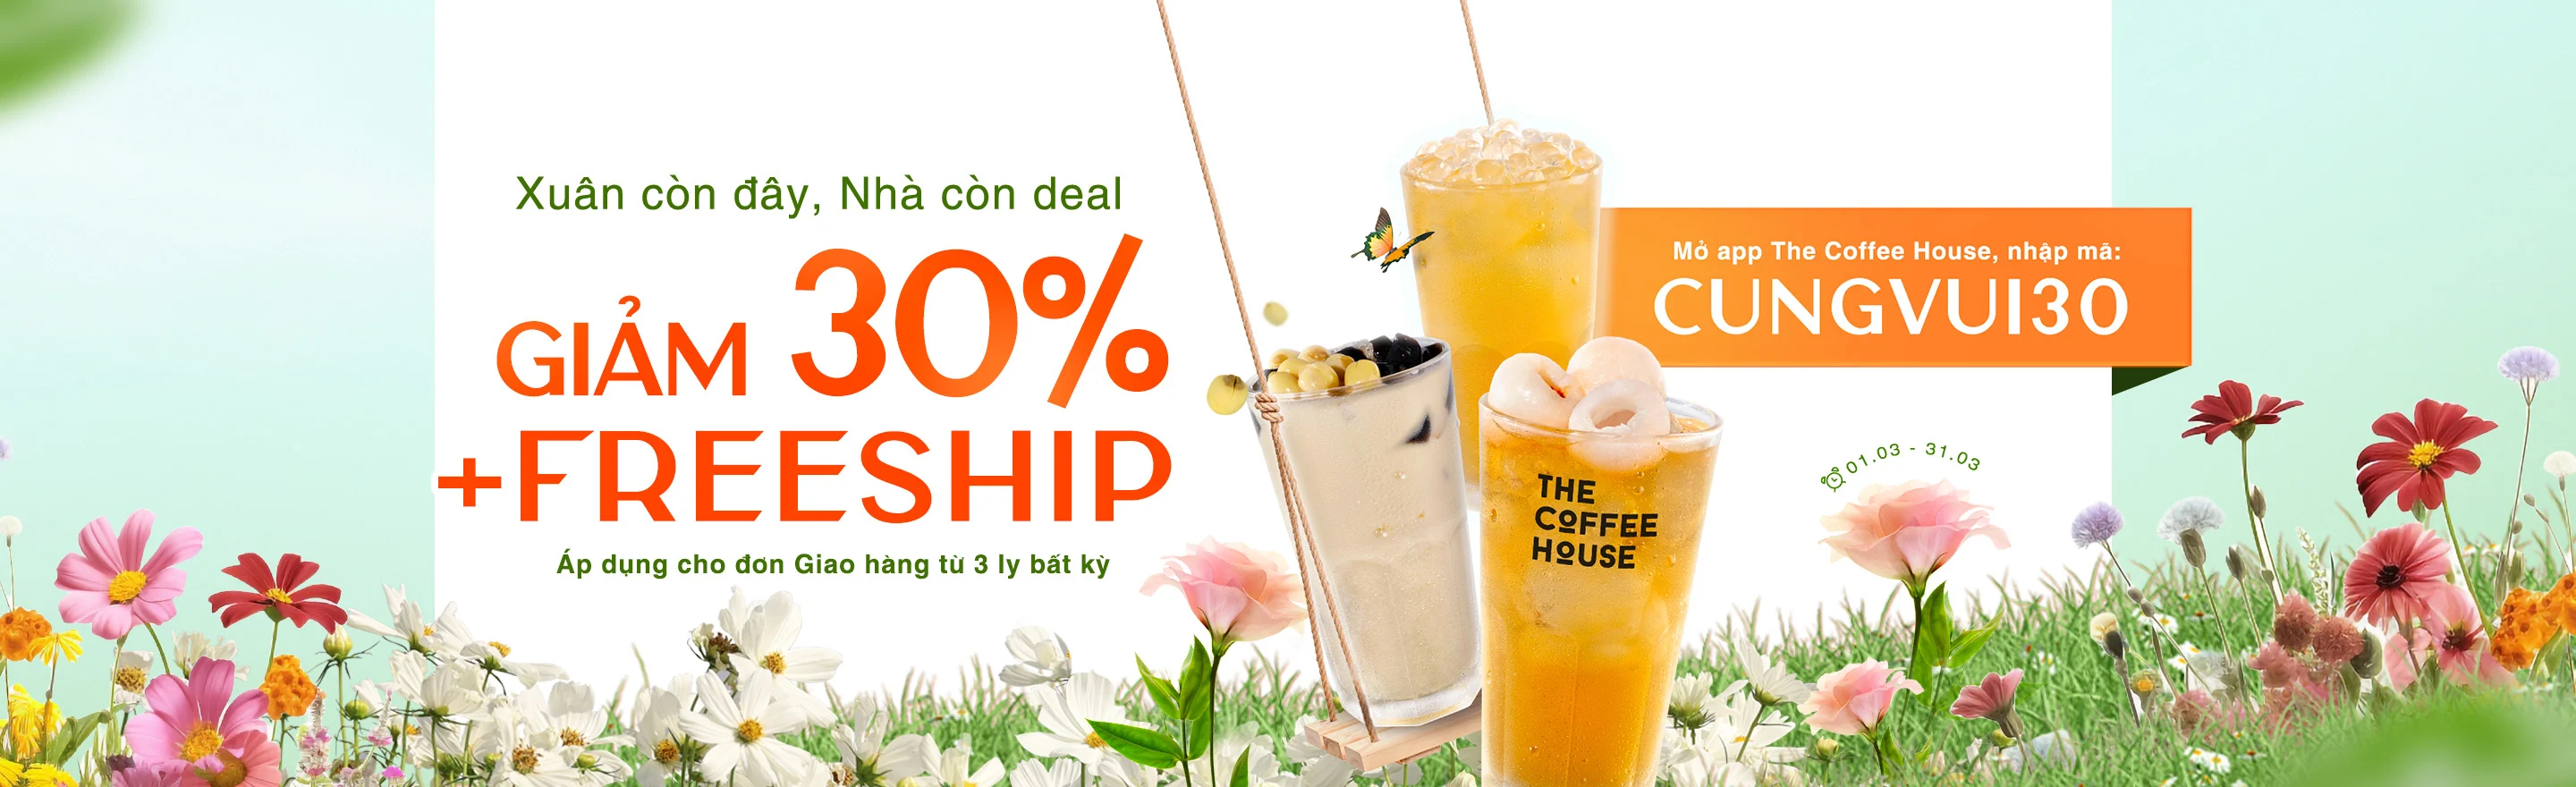 Xuân còn đây, Nhà còn deal
GIẢM 30%
+FREESHIP
Áp dụng cho đơn Giao hàng từ 3 ly bất kỳ
Mở app The Coffee House, nhập mã:
CUNGVUI30
01.03 - 31.03
THE
COFFEE
HOUSE